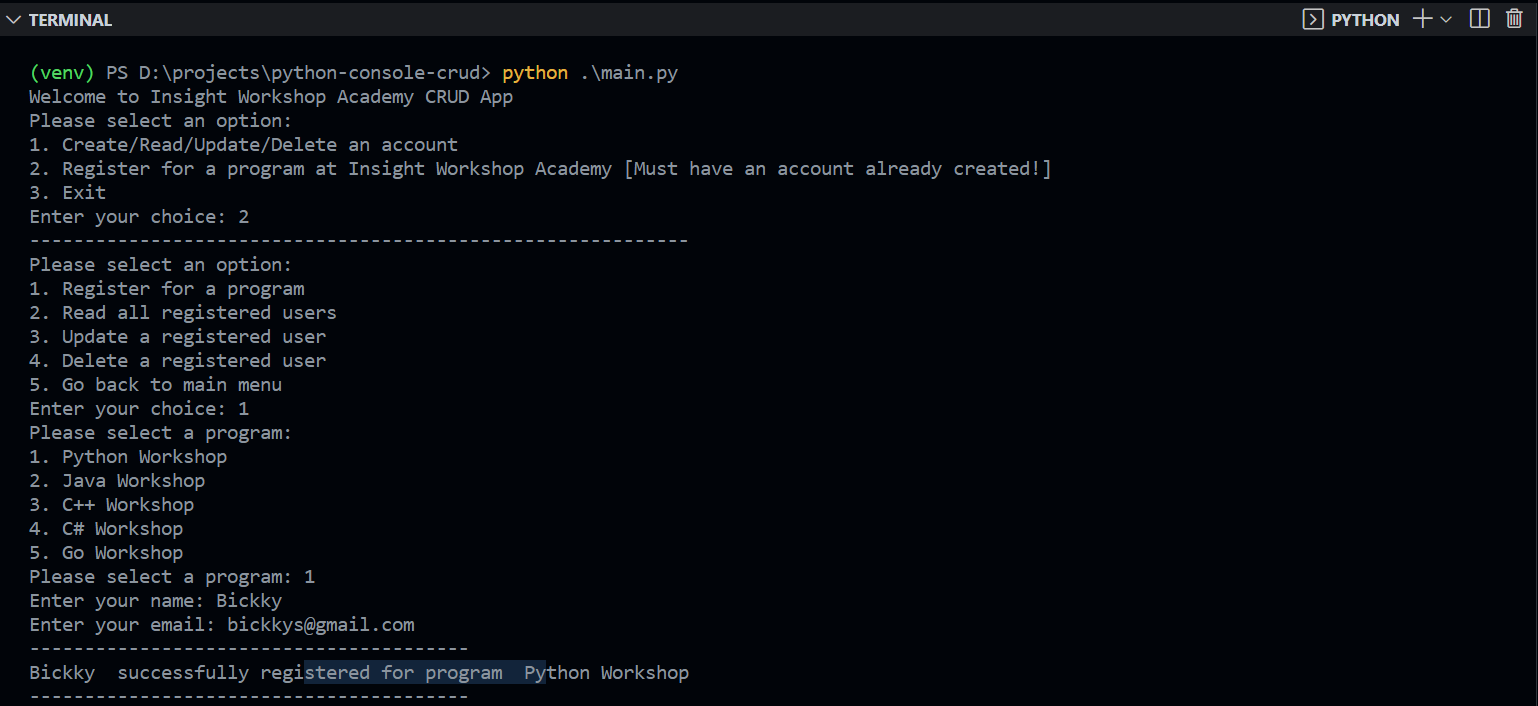 TERMINAL PYTHON
(venv) PS D:\projects\python-console-crud> python .\main.py
Welcome to Insight Workshop Academy CRUD App
Please select an option:
1. Create/Read/Update/Delete an account
2. Register for a program at Insight Workshop Academy [Must have an account already created!]
3. Exit
Enter your choice: 2
------------------------------------------------------------
Please select an option:
1. Register for a program
2. Read all registered users
3. Update a registered user
4. Delete a registered user
5. Go back to main menu
Enter your choice: 1
Please select a program:
1. Python Workshop
2. Java Workshop
3. C++ Workshop
4. C# Workshop
5. Go Workshop
Please select a program: 1
Enter your name: Bickky
Enter your email: bickkys@gmail.com
----------------------------------------
Bickky  successfully registered for program  Python Workshop
----------------------------------------